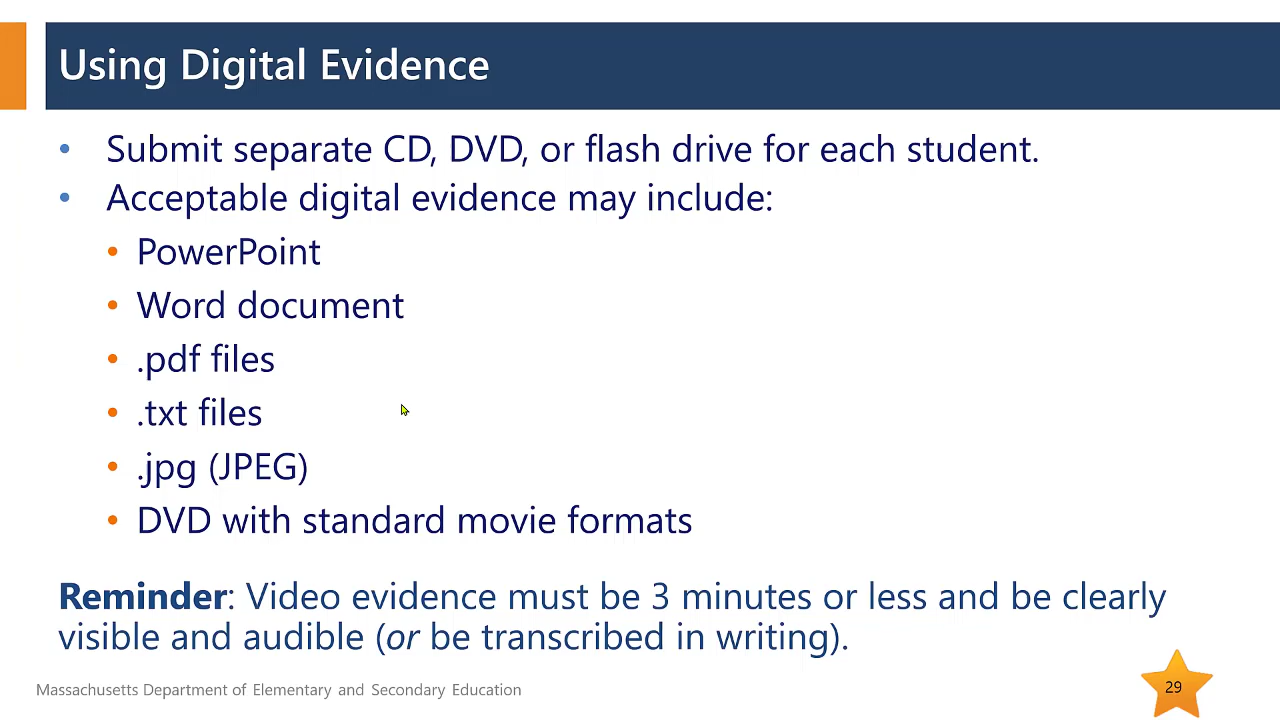 Using Digital Evidence
• Submit separate CD, DVD, or flash drive for each student.
• Acceptable digital evidence may include:
• PowerPoint
• Word document
• .pdf files
• .txt files
• .jpg (JPEG)
• DVD with standard movie formats
Reminder: Video evidence must be 3 minutes or less and be clearly
visible and audible (or be transcribed in writing).
Massachusetts Department of Elementary and Secondary Education
29